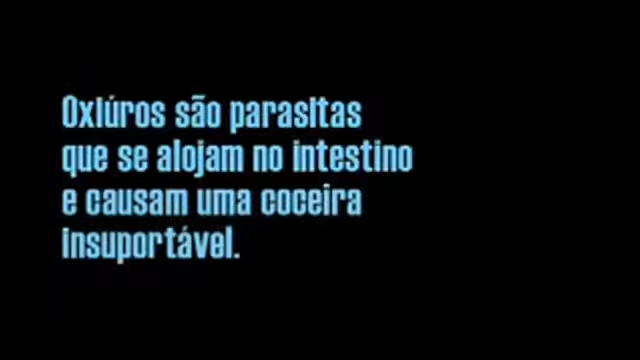 Oxiúros são parasitas
que se alojam no intestino
e causam uma coceira
insuportável.